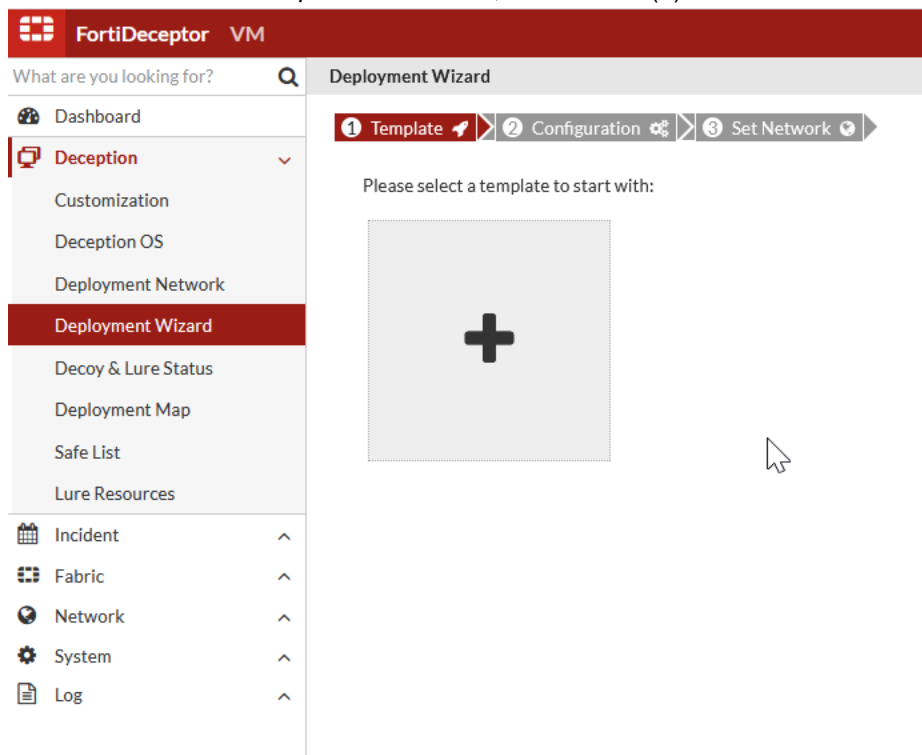 FortiDeceptor VM
What are you looking for?
Deployment Wizard
Dashboard
1 Template 2 Configuration 3 Set Network
Deception
Please select a template to start with:
Customization
Deception OS
Deployment Network
Deployment Wizard
Decoy & Lure Status
Deployment Map
Safe List
Lure Resources
Incident
Fabric
Network
System
Log